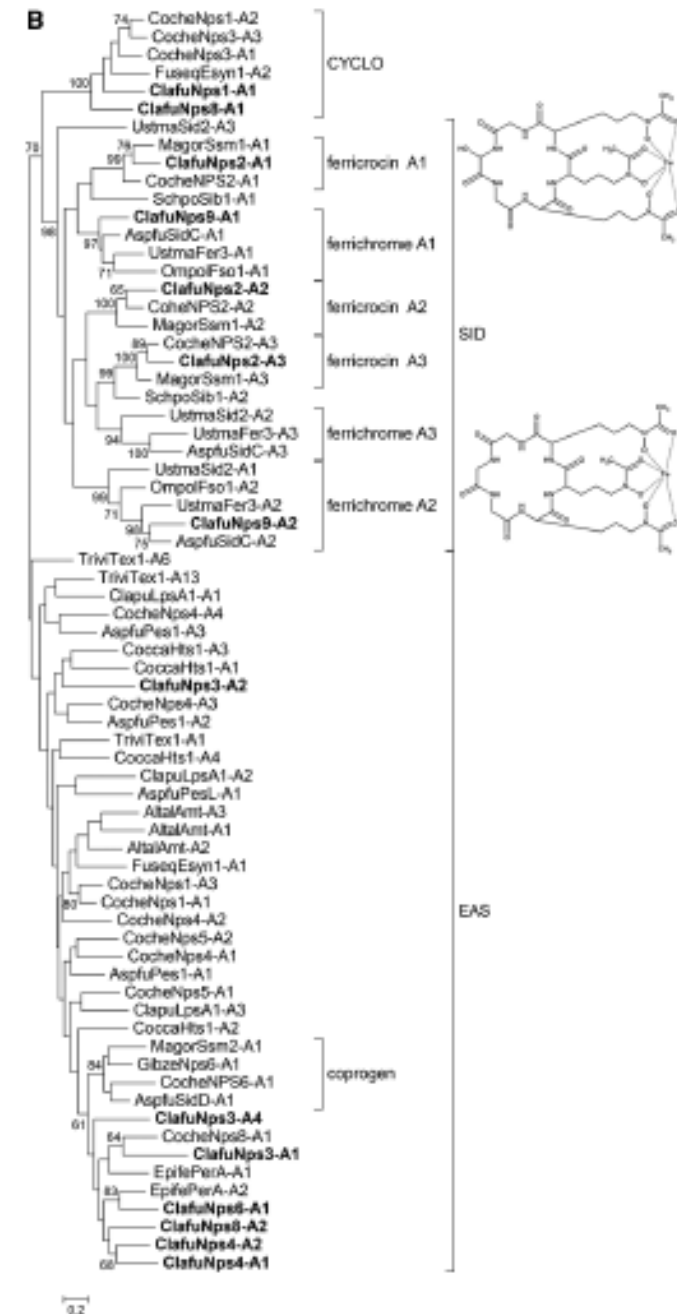 B
CocheNps1-A2
74
CocheNps3-A3
CocheNps3-A1
FuseqEsyn1-A2
100
ClafuNps1-A1
ClafuNps8-A1
CYCLO
UstmaSid2-A3
70
MagorSsm1-A1
76
ClafuNps2-A1
99
CocheNPS2-A1
ferricrocin A1
SchpoSib1-A1
98
ClafuNps9-A1
AspfuSidC-A1
97
UstmaFer3-A1
71
OmpolFso1-A1
ferrichrome A1
65
ClafuNps2-A2
100
CoheNPS2-A2
MagorSsm1-A2
ferricrocin A2
SID
CocheNPS2-A3
89
100
ClafuNps2-A3
MagorSsm1-A3
99
SchpoSib1-A2
ferricrocin A3
UstmaSid2-A2
UstmaFer3-A3
94
100
AspfuSidC-A3
ferrichrome A3
UstmaSid2-A1
OmpolFso1-A2
99
UstmaFer3-A2
71
ClafuNps9-A2
98
75
AspfuSidC-A2
ferrichrome A2
TriviTex1-A6
TriviTex1-A13
ClapuLpsA1-A1
CocheNps4-A4
AspfuPes1-A3
CoccaHts1-A3
CoccaHts1-A1
ClafuNps3-A2
CocheNps4-A3
AspfuPes1-A2
TriviTex1-A1
CoccaHts1-A4
ClapuLpsA1-A2
AspfuPesL-A1
AltalAmt-A3
AltalAmt-A1
AltalAmt-A2
FuseqEsyn1-A1
CocheNps1-A3
80
CocheNps1-A1
CocheNps4-A2
EAS
CocheNps5-A2
CocheNps4-A1
AspfuPes1-A1
CocheNps5-A1
ClapuLpsA1-A3
CoccaHts1-A2
MagorSsm2-A1
84
GibzeNps6-A1
CocheNPS6-A1
AspfuSidD-A1
coprogen
61
ClafuNps3-A4
64
CocheNps8-A1
ClafuNps3-A1
EpifePerA-A1
EpifePerA-A2
83
ClafuNps6-A1
ClafuNps8-A2
ClafuNps4-A2
68
ClafuNps4-A1
0.2